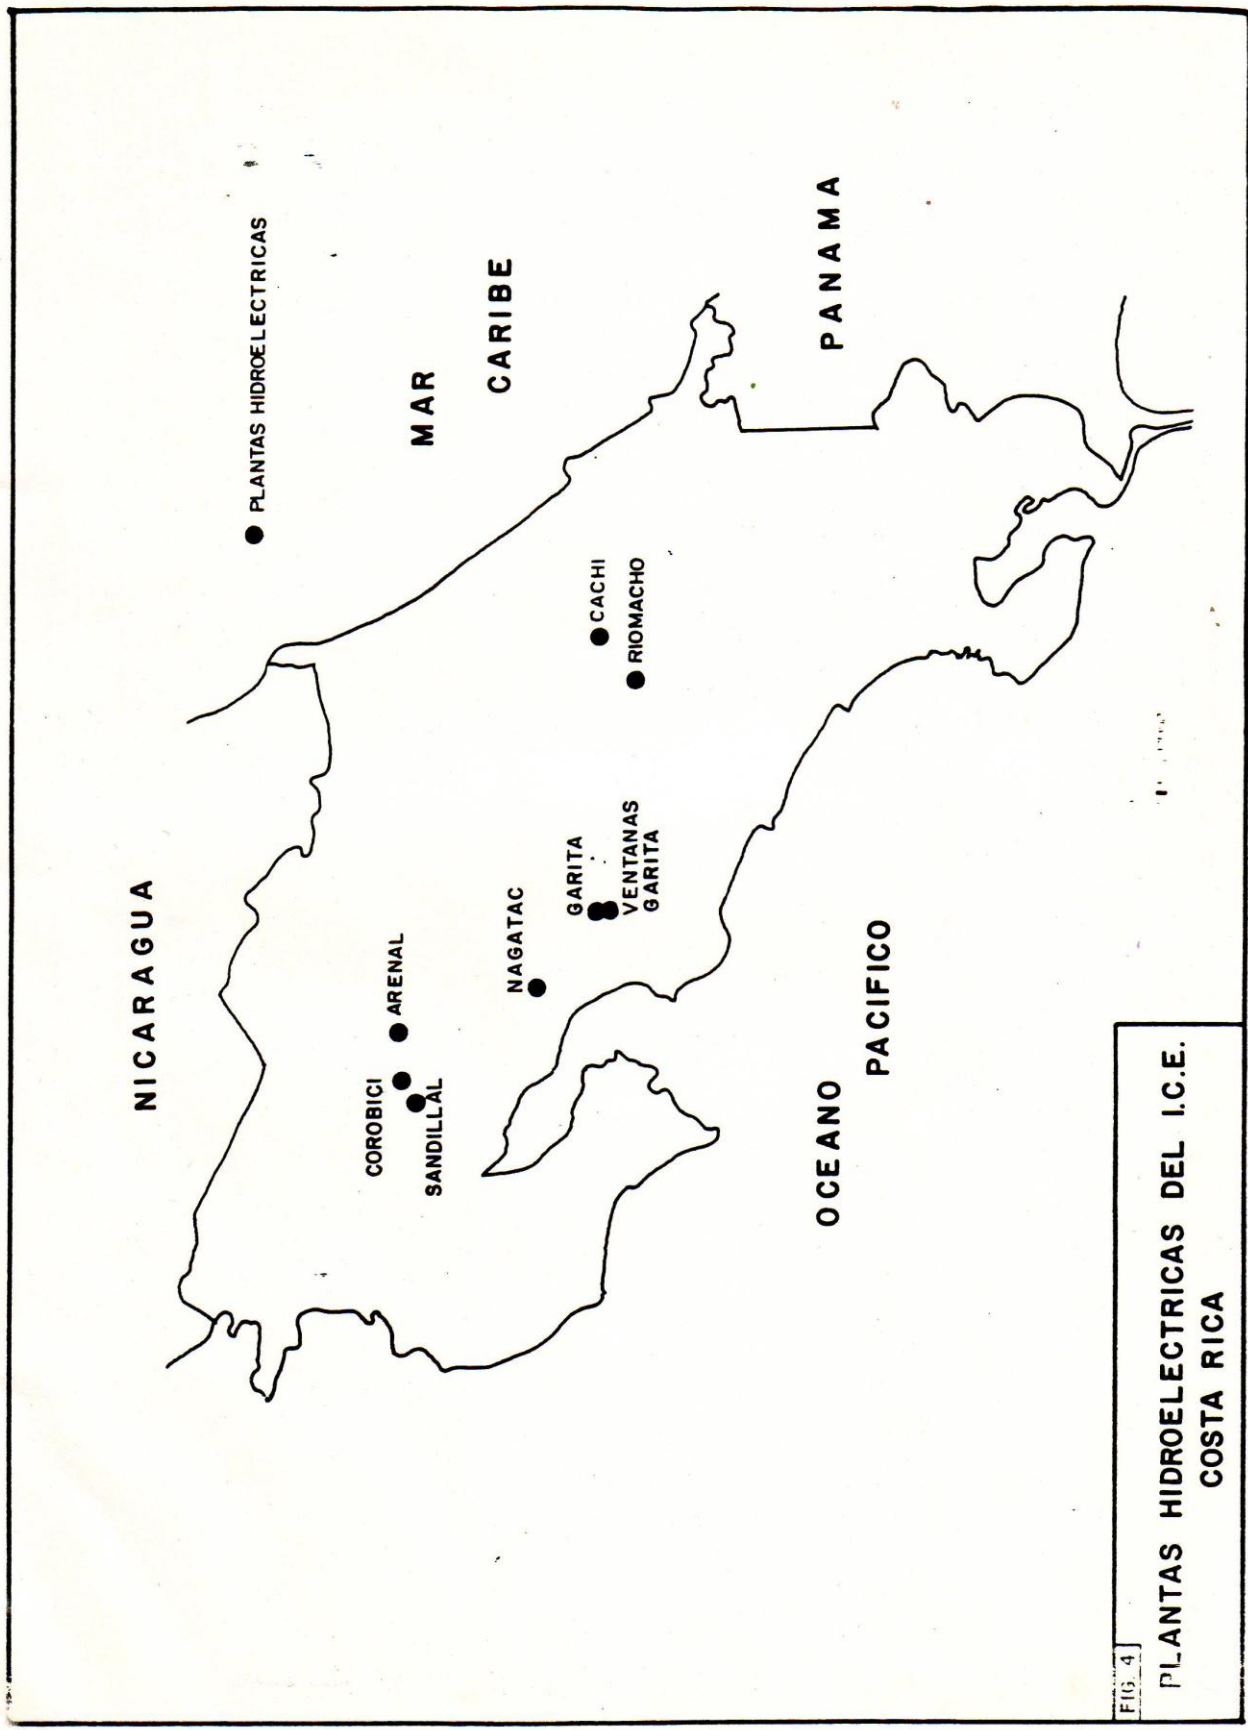 NICARAGUA
PLANTAS HIDROELECTRICAS
MAR
CARIBE
COROBICI
ARENAL
SANDILLAL
NAGATAC
GARITA
VENTANAS
GARITA
CACHI
RIOMACHO
PANAMA
OCEANO
PACIFICO
FIG. 4
PLANTAS HIDROELECTRICAS DEL I.C.E.
COSTA RICA